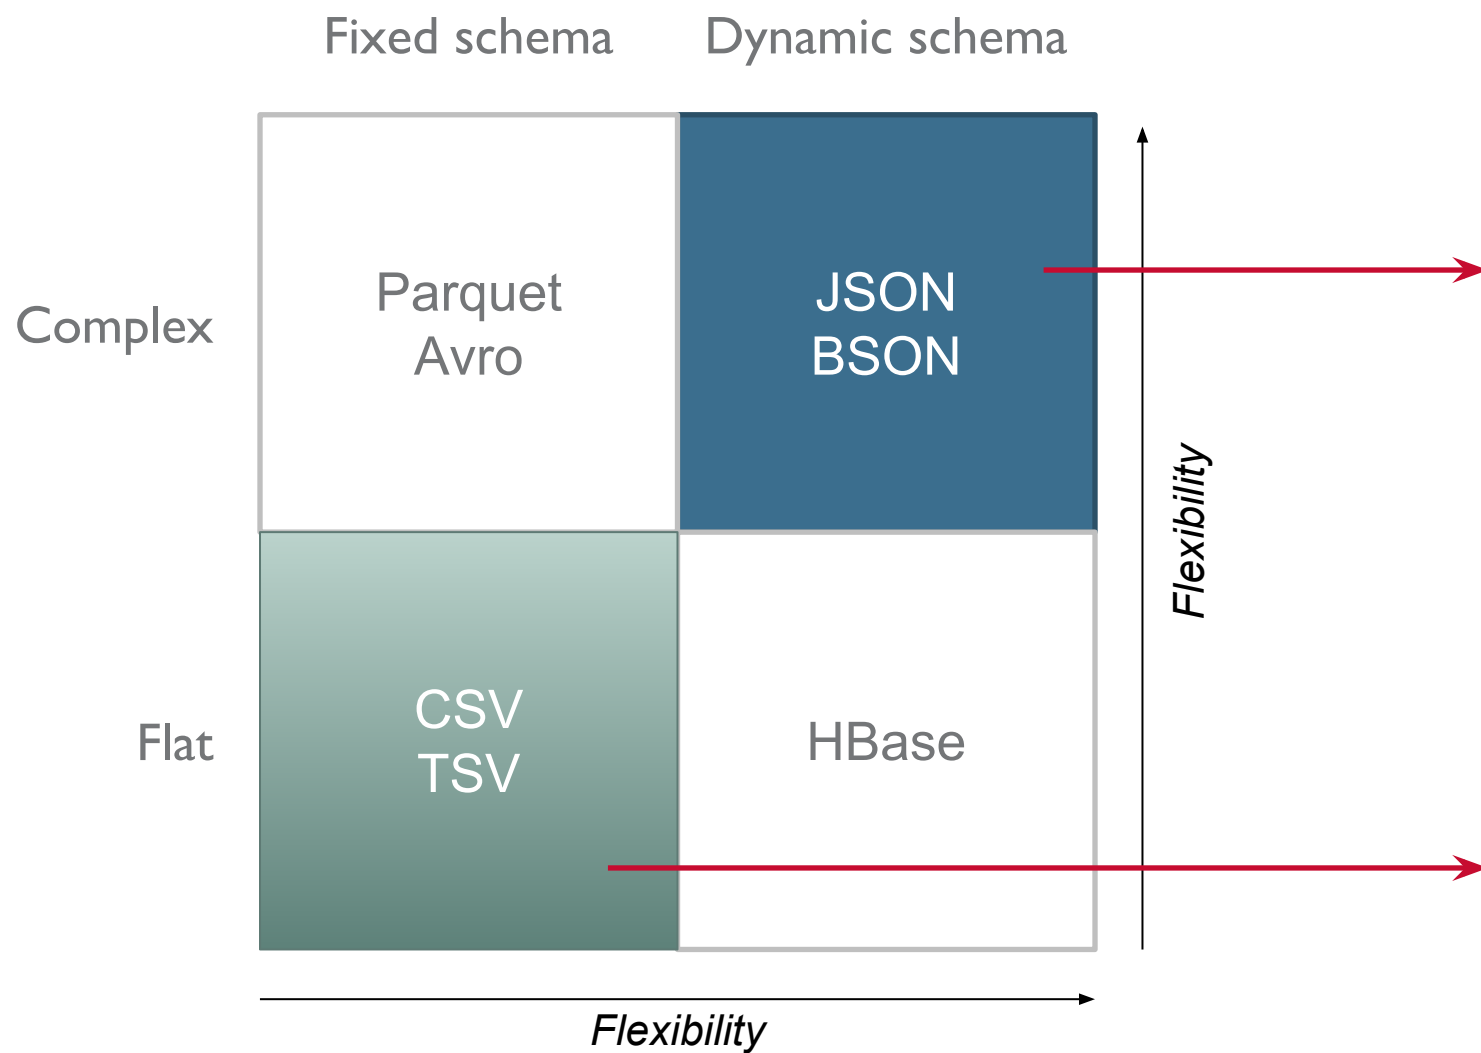 Fixed schema
Dynamic schema
Complex
Parquet
Avro
JSON
BSON
Flexibility
Flat
CSV
TSV
HBase
Flexibility